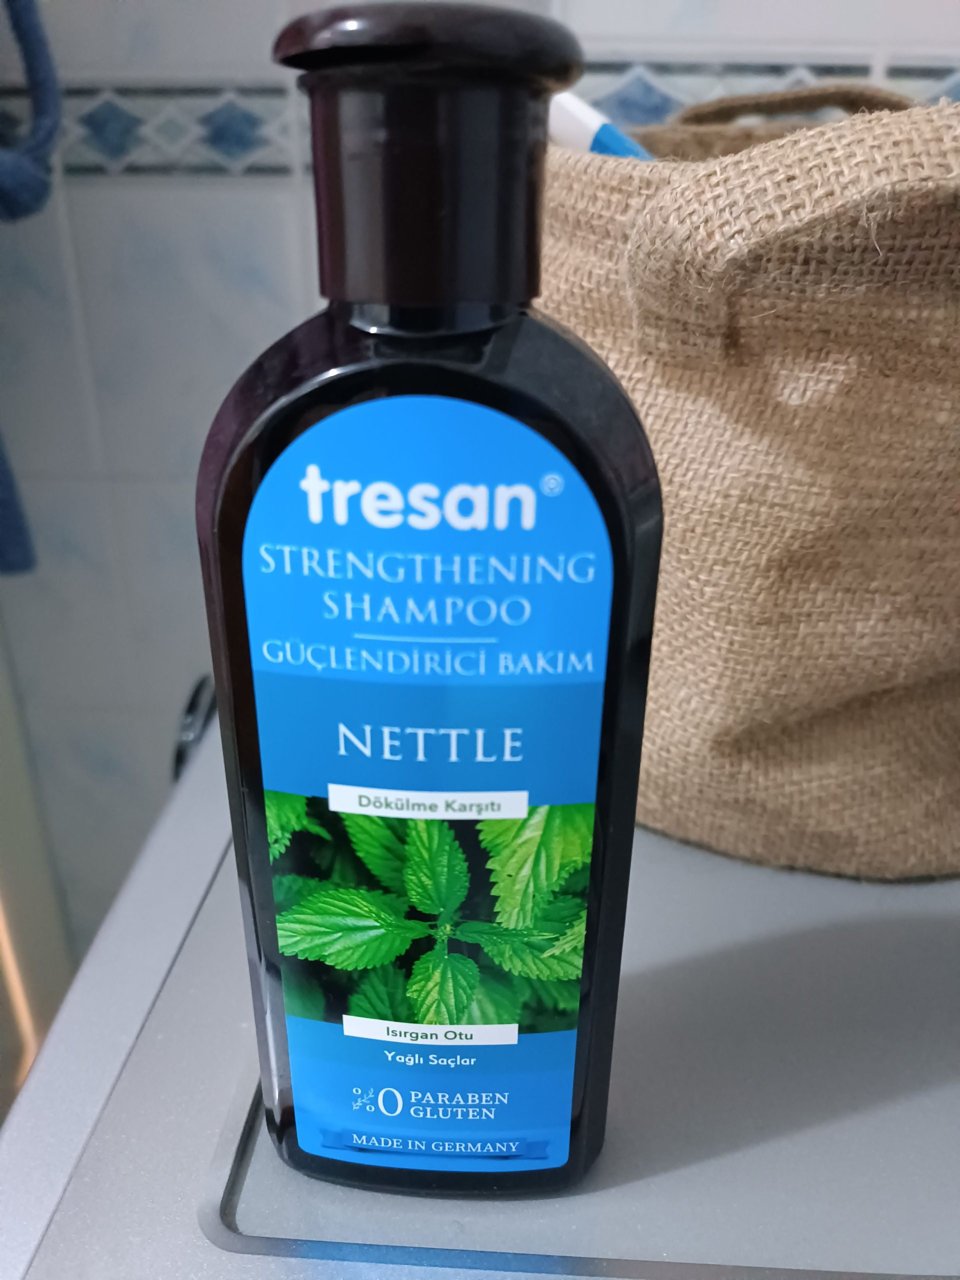 tresan®
STRENGTHENING
SHAMPOO
GÜÇLENDİRİCİ BAKIM
NETTLE
Dökülme Karşıtı
Isırgan Otu
Yağlı Saçlar
%0 PARABEN
GLUTEN
MADE IN GERMANY